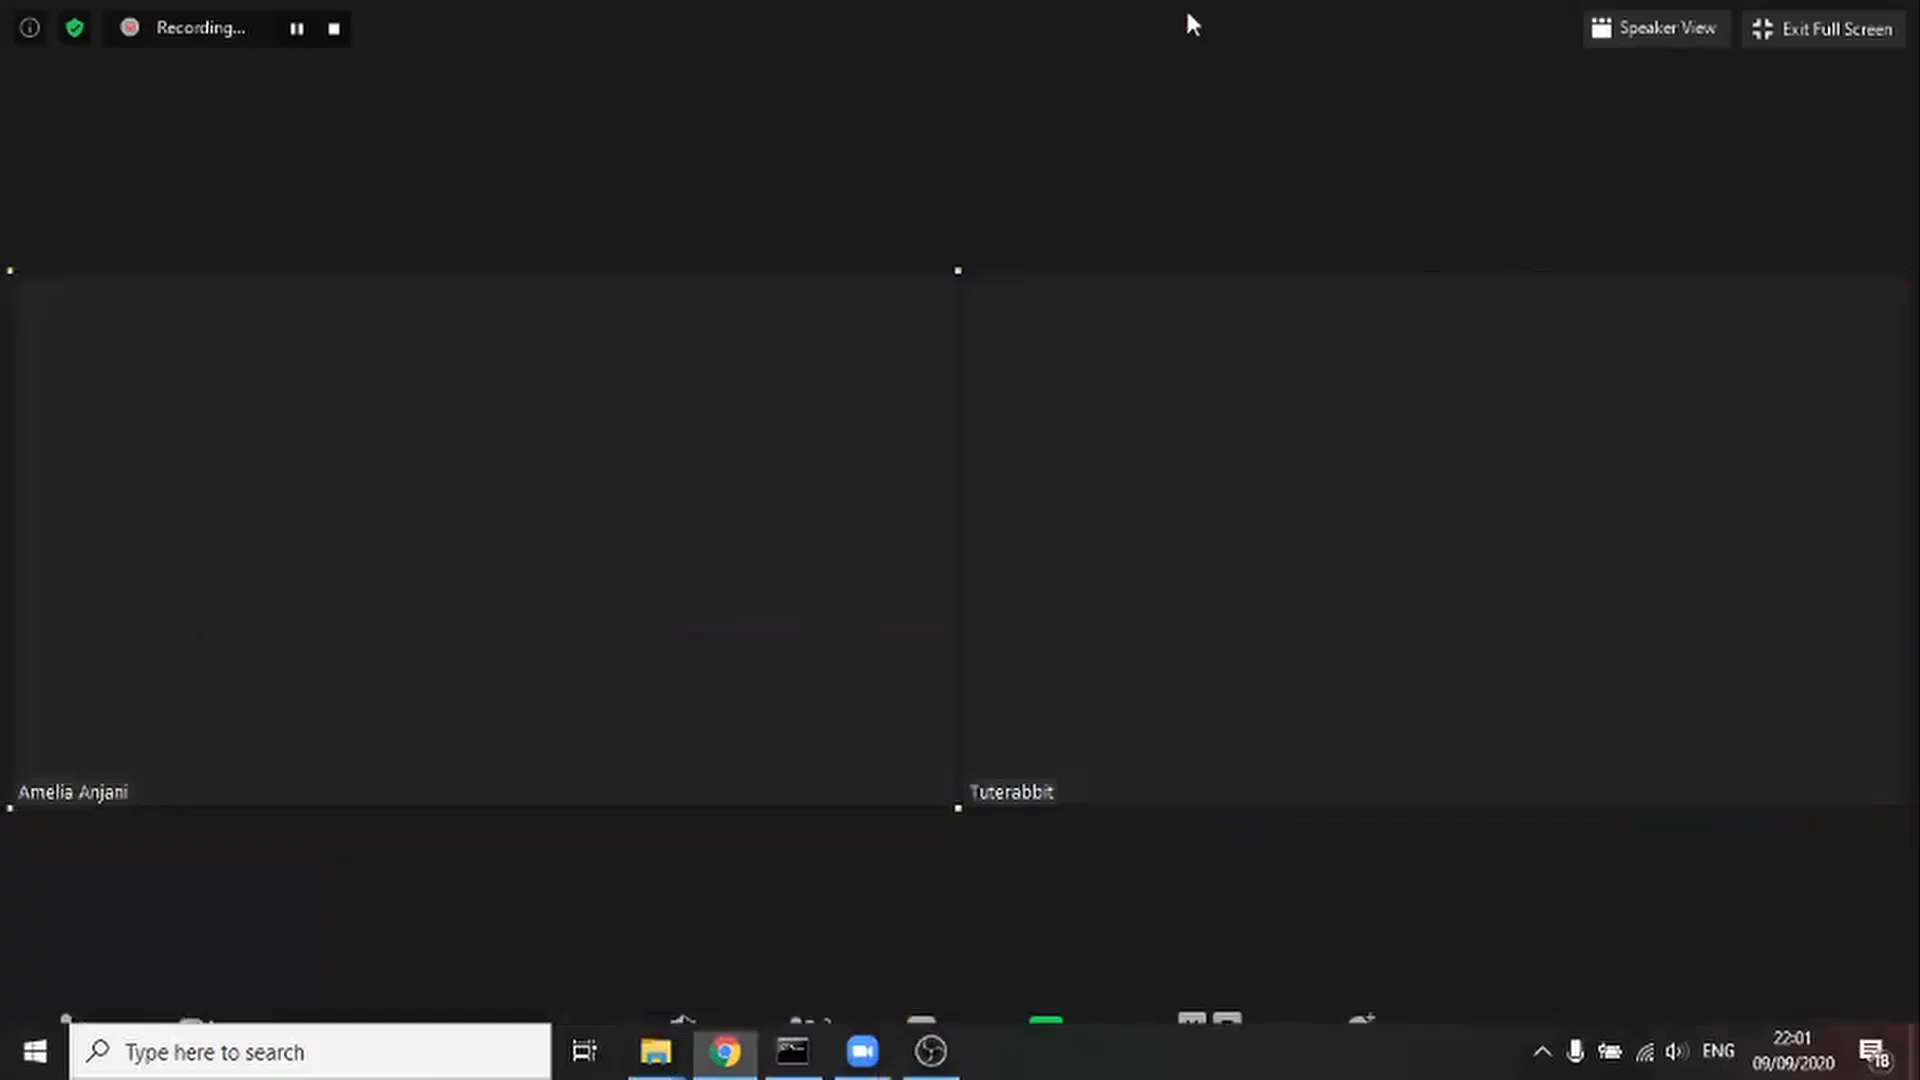 Recording...
Speaker View
Exit Full Screen
Amelia Anjani
Tuterabbit
Type here to search
ENG
22:01
09/09/2020
18